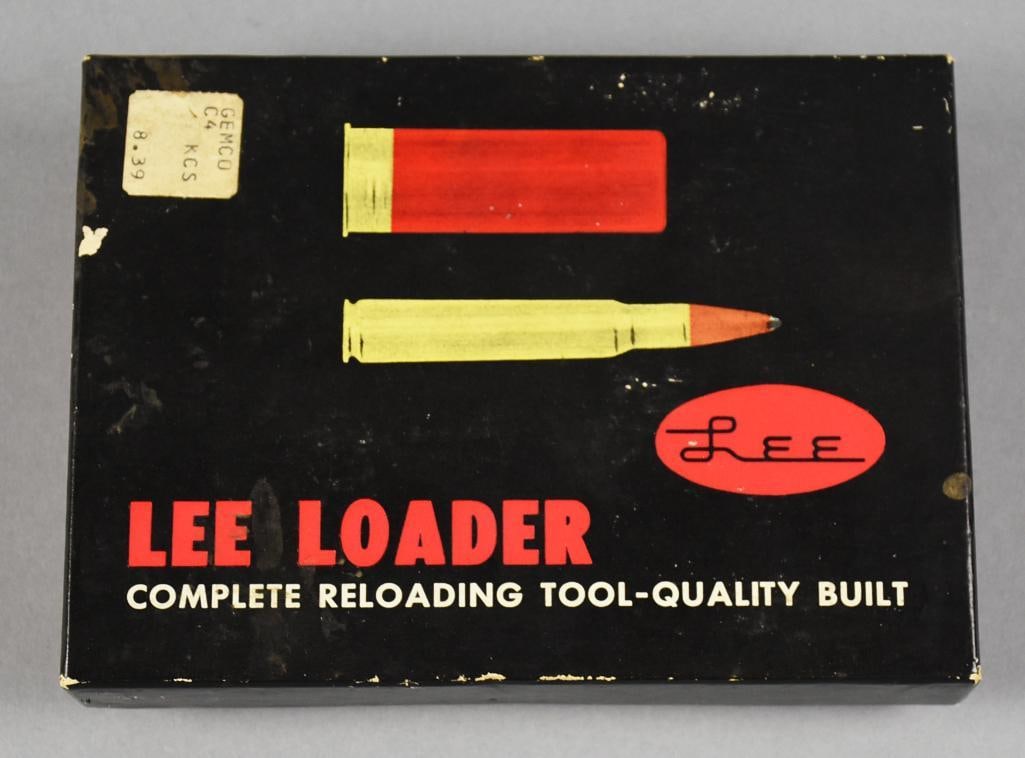 GEMCO
C4 KCS
8.39
Lee
LEE LOADER
COMPLETE RELOADING TOOL-QUALITY BUILT